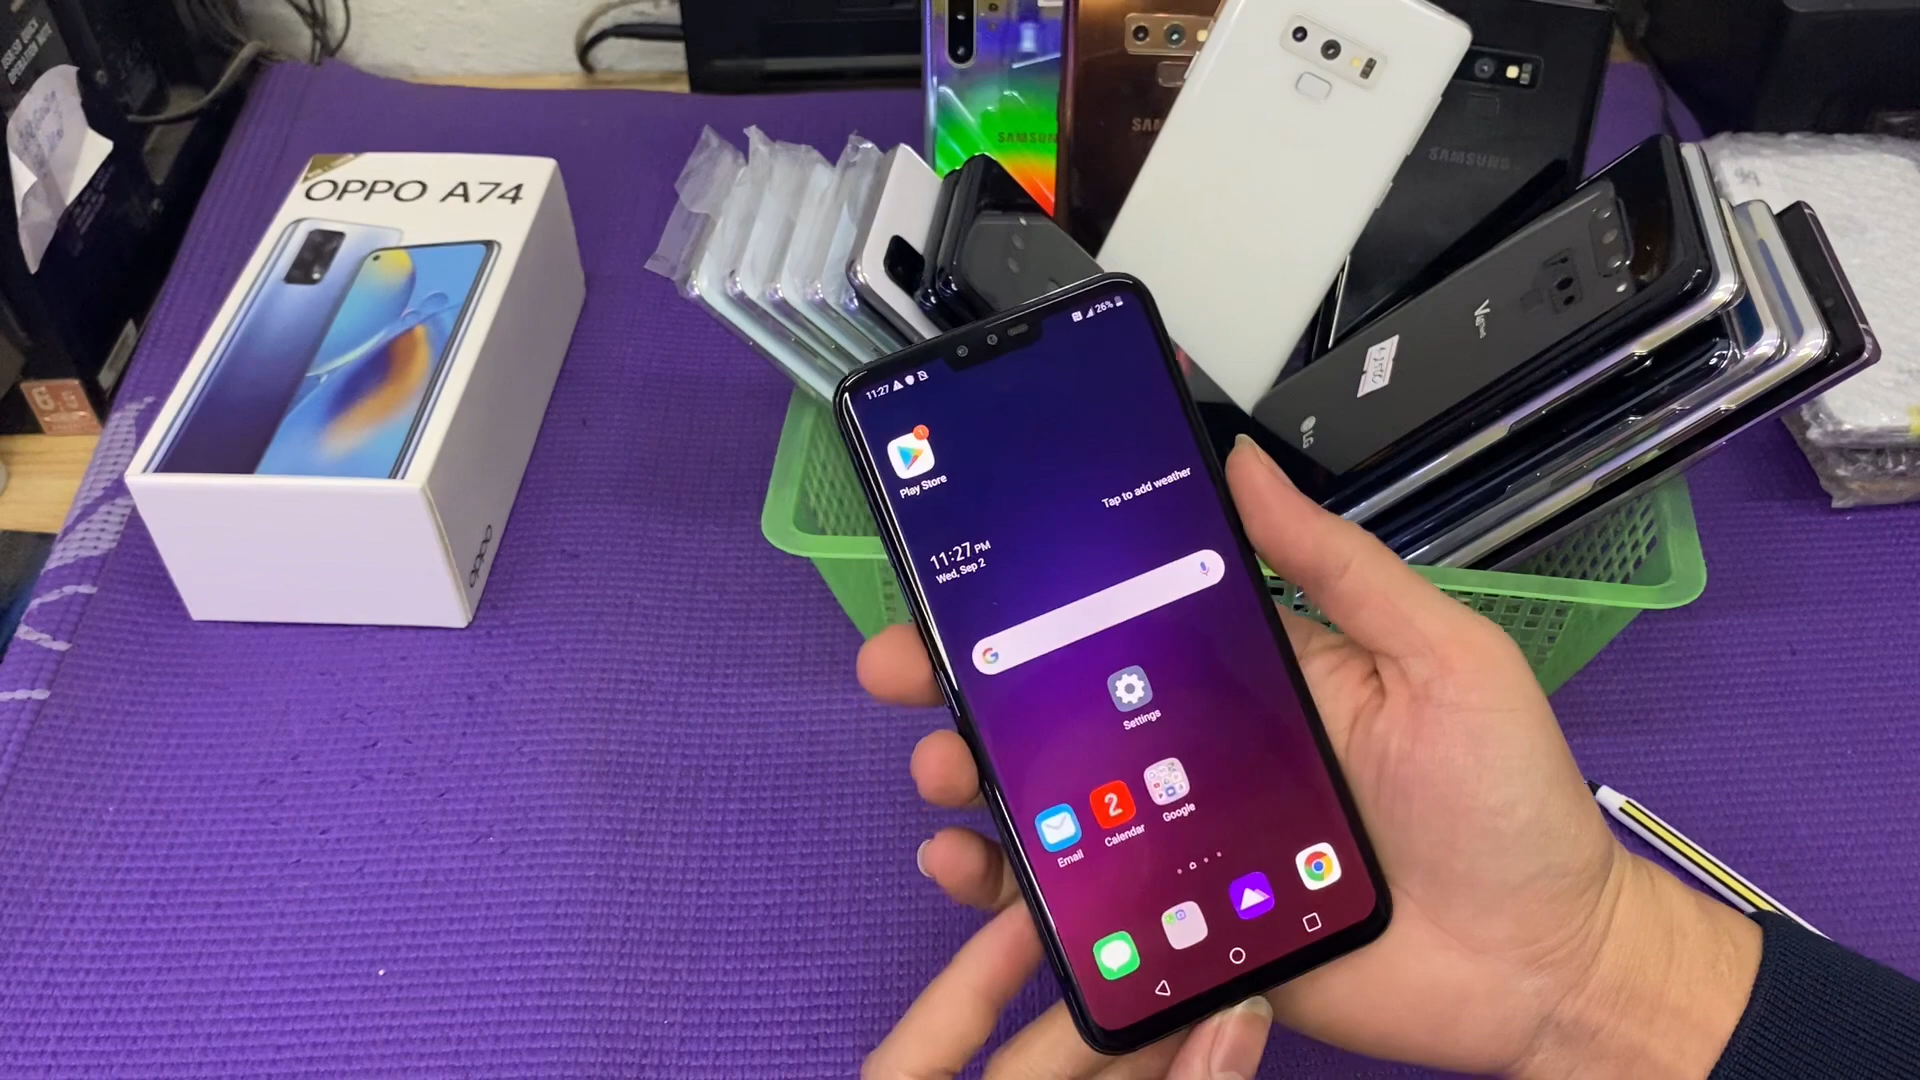 OPPO A74
oppo
SAMSUNG
SAMSUNG
LG
11:27
26%
Play Store
Tap to add weather
11:27 PM
Wed, Sep 2
Settings
Email
2
Calendar
Google